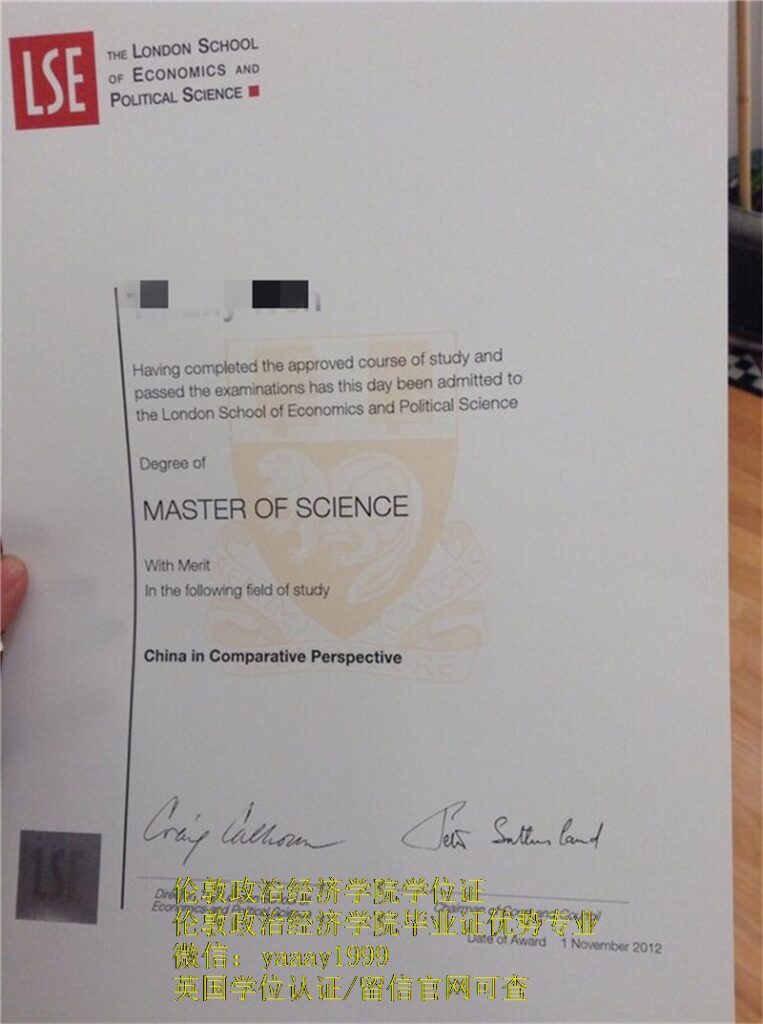 LSE
THE LONDON SCHOOL
OF ECONOMICS AND
POLITICAL SCIENCE
Having completed the approved course of study and
passed the examinations has this day been admitted to
the London School of Economics and Political Science
Degree of
MASTER OF SCIENCE
With Merit
In the following field of study
China in Comparative Perspective
Craig Calhoun
Peter Sutherland
LSE
伦敦政治经济学院学位证
伦敦政治经济学院毕业证优势专业
Date of Award 1 November 2012
微信：yaaay1999
英国学位认证/留信官网可查